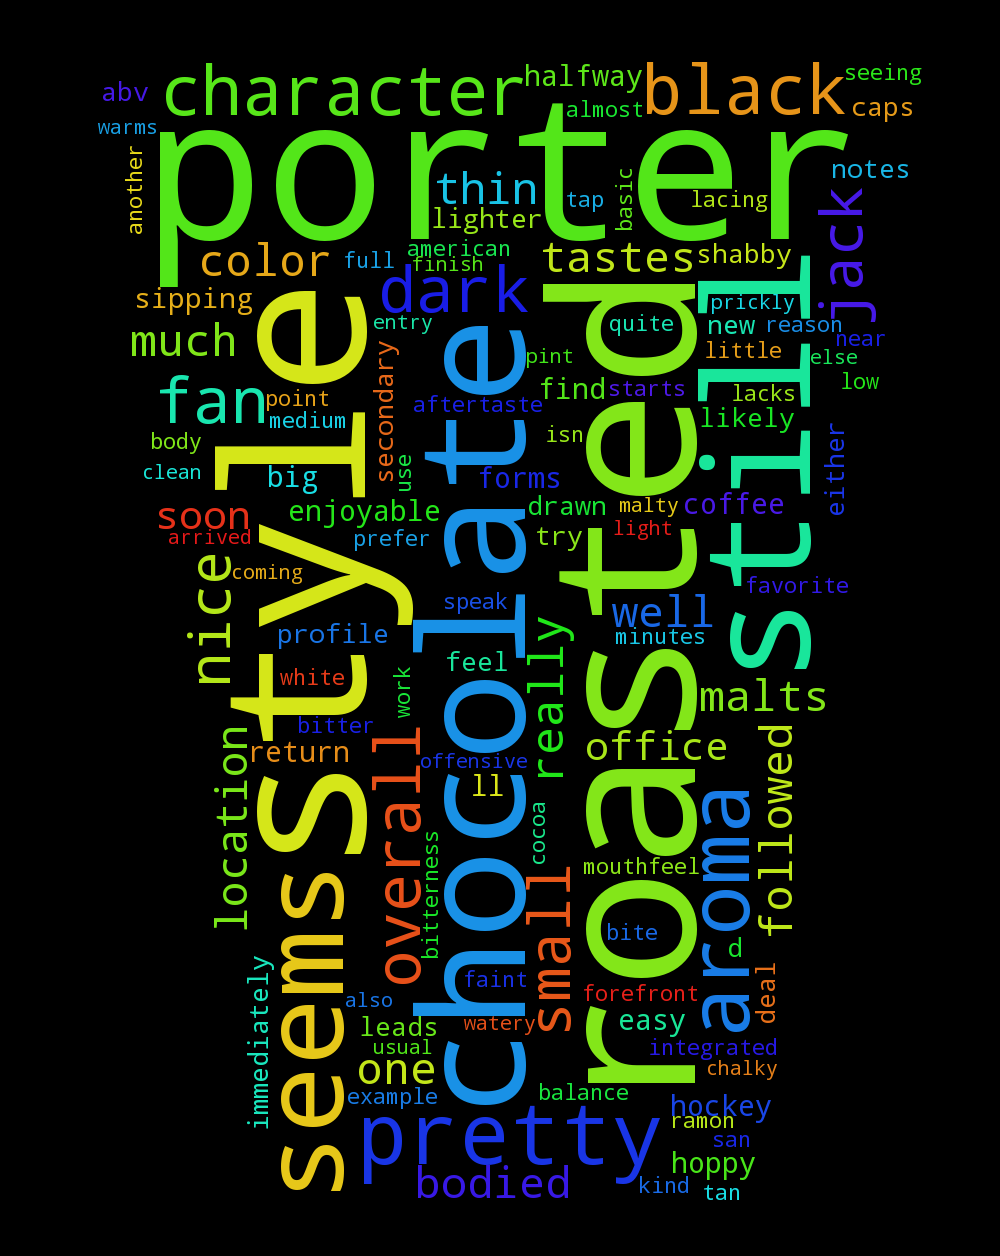 abv
character
halfway
black
seeing
almost
caps
warms
porter
another
thin
tap
basic
lacing
notes
lighter
jack
color
full
american
finish
tastes
shabby
sipping
dark
entry
prickly
quite
new
reason
near
much
style
chocolate
roasted
still
pint
little
else
fan
point
secondary
find
starts
lacks
low
medium
aftertaste
likely
body
isn
either
clean
big
use
forms
soon
enjoyable
drawn
malty
coffee
arrived
prefer
try
light
nice
coming
favorite
speak
well
profile
minutes
feel
really
white
work
malts
bitter
location
return
overall
offensive
office
followed
ll
cocoa
aroma
bitterness
mouthfeel
seems
small
bite
d
immediately
faint
forefront
deal
also
leads
watery
easy
usual
integrated
one
chalky
example
balance
pretty
hockey
ramon
san
hoppy
bodied
kind
tan